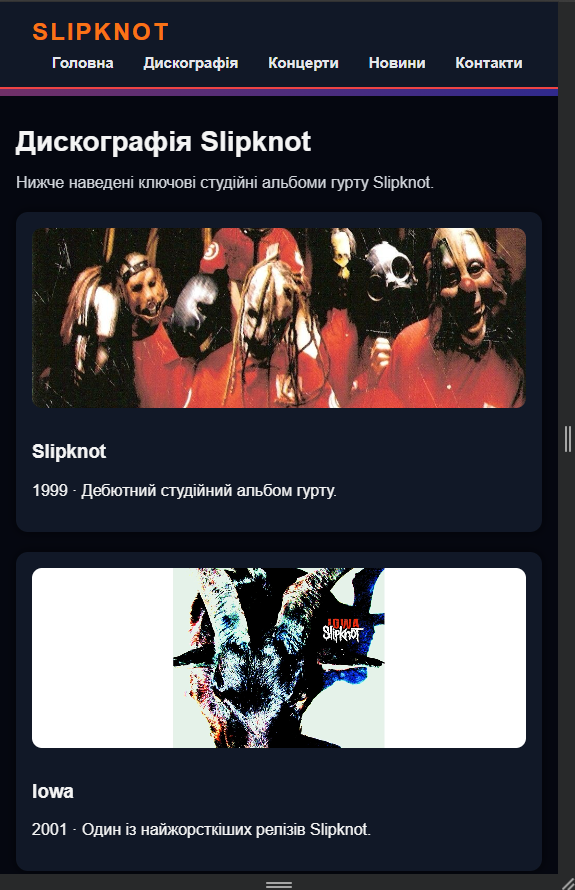 SLIPKNOT
Головна Дискографія Концерти Новини Контакти
Дискографія Slipknot
Нижче наведені ключові студійні альбоми гурту Slipknot.
Slipknot
1999 · Дебютний студійний альбом гурту.
IOWA
SlipknoT
Iowa
2001 · Один із найжорсткіших релізів Slipknot.